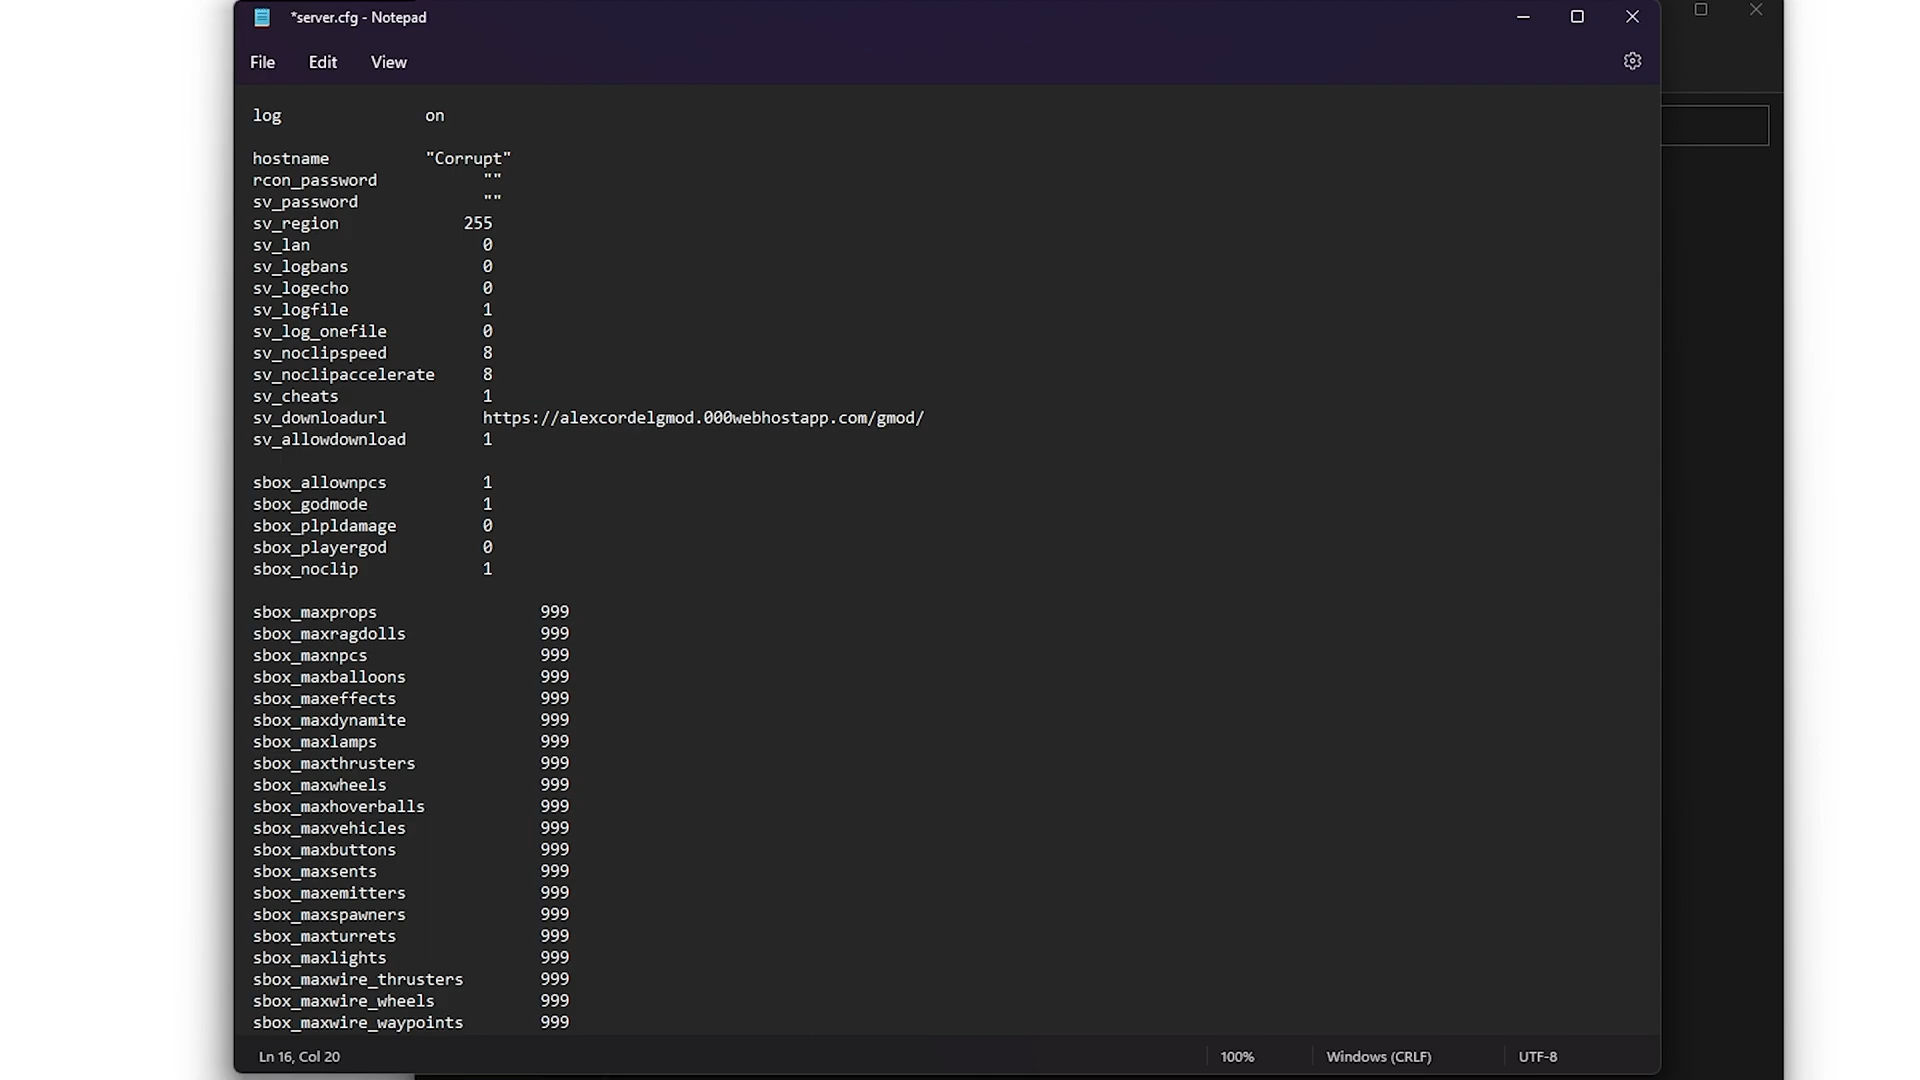 *server.cfg - Notepad
File Edit View
log on
hostname "Corrupt"
rcon_password ""
sv_password ""
sv_region 255
sv_lan 0
sv_logbans 0
sv_logecho 0
sv_logfile 1
sv_log_onefile 0
sv_noclipspeed 8
sv_noclipaccelerate 8
sv_cheats 1
sv_downloadurl https://alexcordelgmod.000webhostapp.com/gmod/
sv_allowdownload 1
sbox_allownpcs 1
sbox_godmode 1
sbox_plpldamage 0
sbox_playergod 0
sbox_noclip 1
sbox_maxprops 999
sbox_maxragdolls 999
sbox_maxnpcs 999
sbox_maxballoons 999
sbox_maxeffects 999
sbox_maxdynamite 999
sbox_maxlamps 999
sbox_maxthrusters 999
sbox_maxwheels 999
sbox_maxhoverballs 999
sbox_maxvehicles 999
sbox_maxbuttons 999
sbox_maxsents 999
sbox_maxemitters 999
sbox_maxspawners 999
sbox_maxturrets 999
sbox_maxlights 999
sbox_maxwire_thrusters 999
sbox_maxwire_wheels 999
sbox_maxwire_waypoints 999
Ln 16, Col 20 100% Windows (CRLF) UTF-8